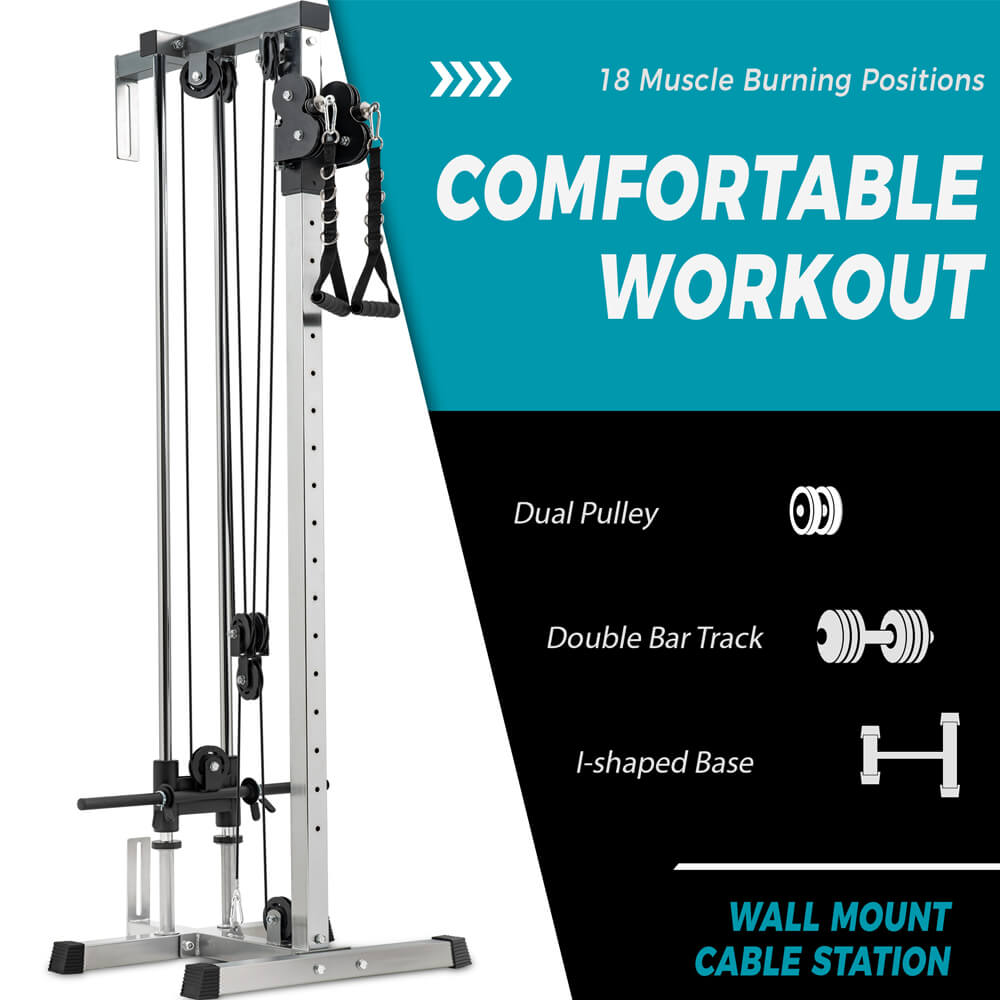 18 Muscle Burning Positions
COMFORTABLE
WORKOUT
Dual Pulley
Double Bar Track
I-shaped Base
WALL MOUNT
CABLE STATION